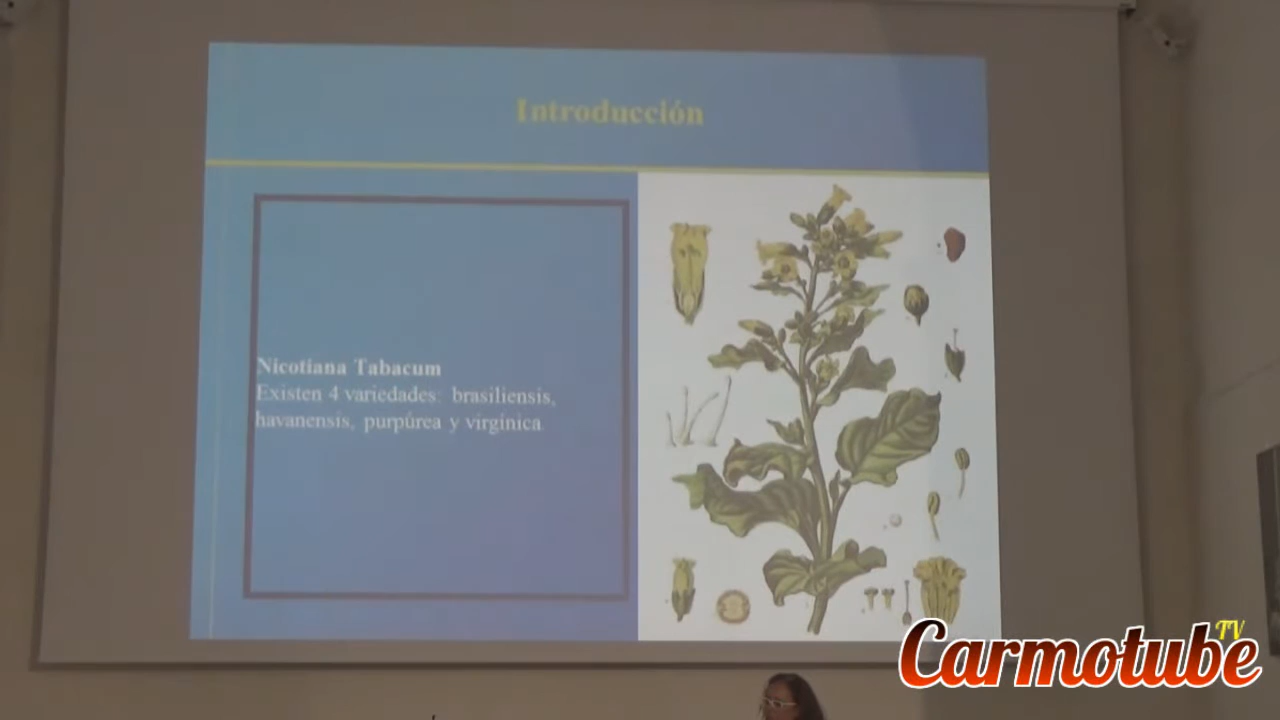 Introducción
Nicotiana Tabacum
Existen 4 variedades: brasiliensis,
havanensis, purpúrea y virgínica.
Carmotube TV